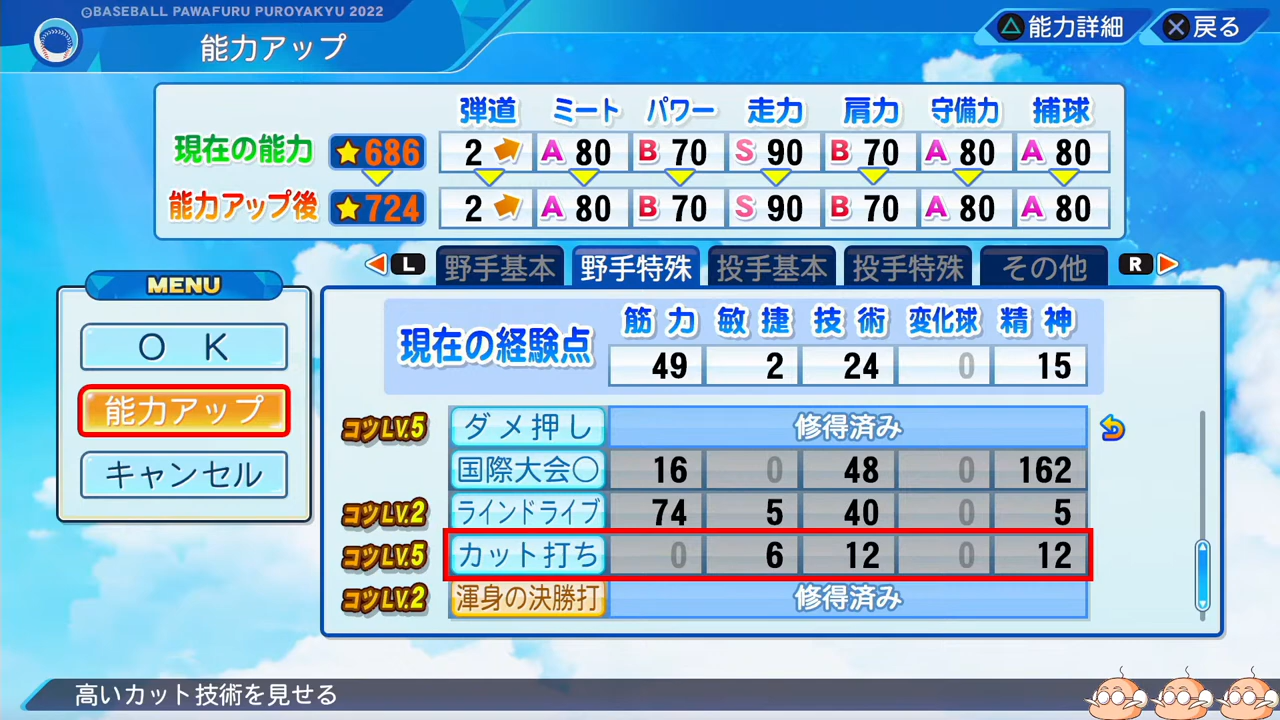 ©BASEBALL PAWAFURU PUROYAKYU 2022
能力アップ
能力詳細
戻る
弾道 ミート パワー 走力 肩力 守備力 捕球
現在の能力 686 2 A 80 B 70 S 90 B 70 A 80 A 80
能力アップ後 724 2 A 80 B 70 S 90 B 70 A 80 A 80
L 野手基本 野手特殊 投手基本 投手特殊 その他 R
MENU
OK
能力アップ
キャンセル
筋力 敏捷 技術 変化球 精神
現在の経験点 49 2 24 0 15
コツLV.5 ダメ押し 修得済み
国際大会〇 16 0 48 0 162
コツLV.2 ラインドライブ 74 5 40 0 5
コツLV.5 カット打ち 0 6 12 0 12
コツLV.2 渾身の決勝打 修得済み
高いカット技術を見せる